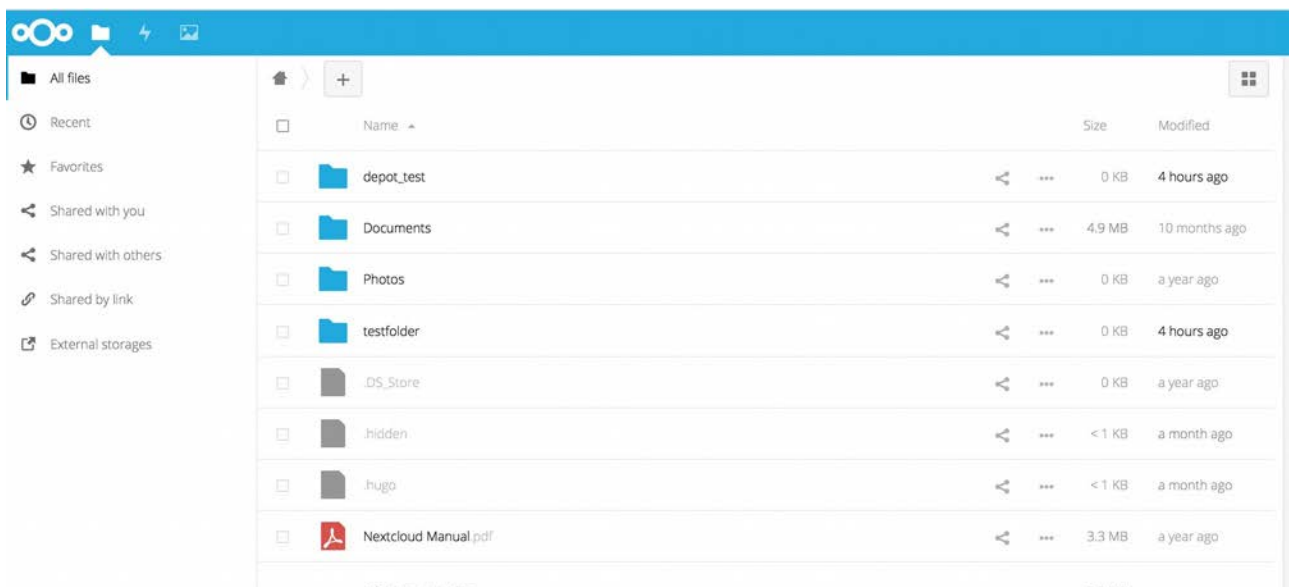 All files
Recent
Favorites
Shared with you
Shared with others
Shared by link
External storages
Name Size Modified
depot_test 0 KB 4 hours ago
Documents 4.9 MB 10 months ago
Photos 0 KB a year ago
testfolder 0 KB 4 hours ago
.DS_Store 0 KB a year ago
.hidden < 1 KB a month ago
.hugo < 1 KB a month ago
Nextcloud Manual.pdf 3.3 MB a year ago